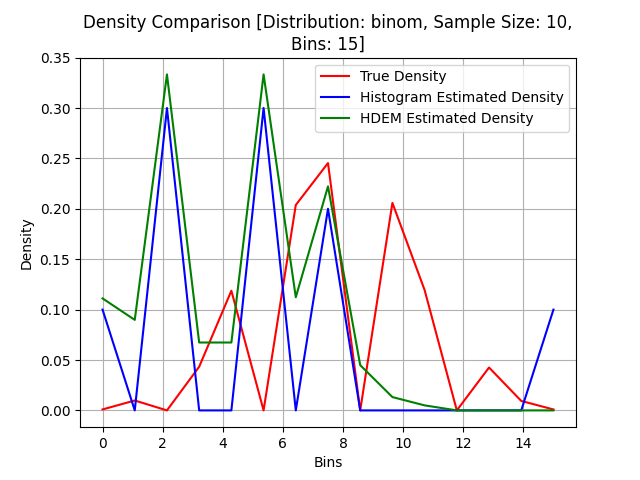 Density Comparison [Distribution: binom, Sample Size: 10,
Bins: 15]
True Density
Histogram Estimated Density
HDEM Estimated Density
Density
0.35
0.30
0.25
0.20
0.15
0.10
0.05
0.00
0 2 4 6 8 10 12 14
Bins